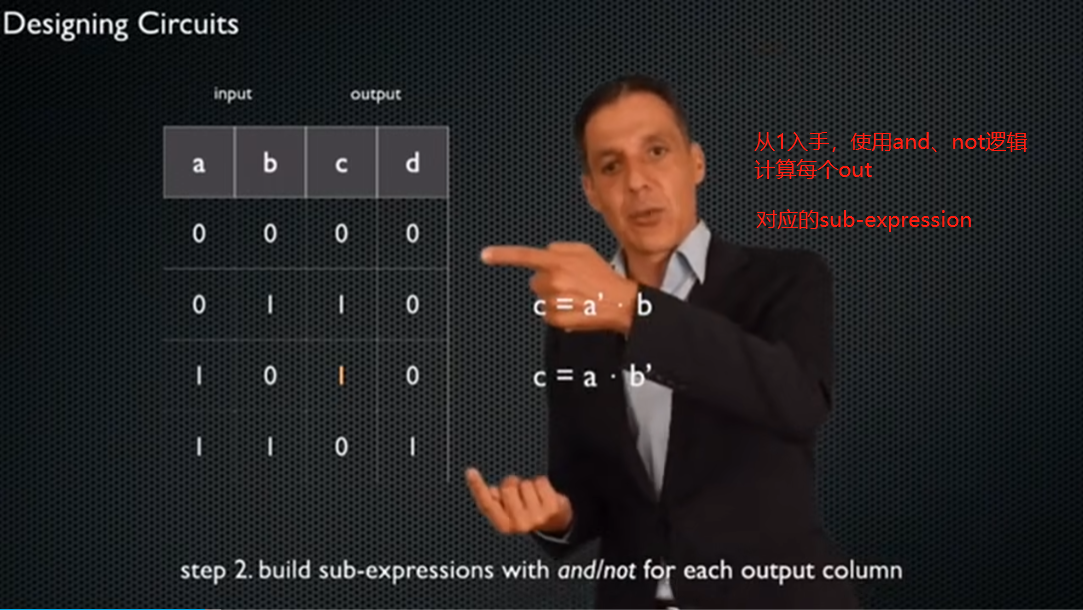 Designing Circuits
input output
a b c d
0 0 0 0
0 1 1 0
1 0 1 0
1 1 0 1
c = a' · b
c = a · b'
从1入手，使用and、not逻辑
计算每个out
对应的sub-expression
step 2. build sub-expressions with and/not for each output column